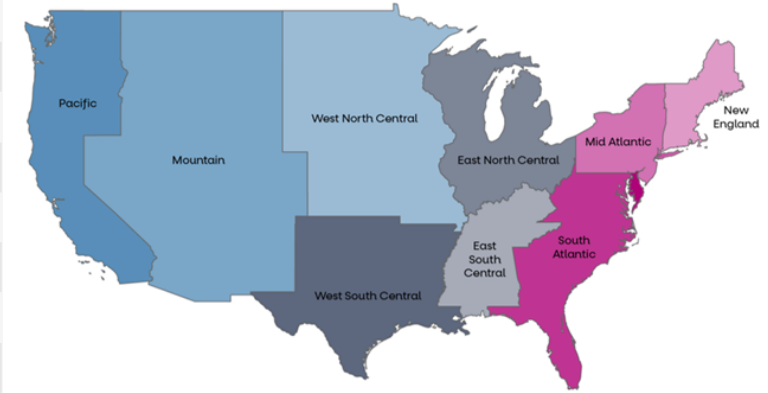 Pacific
Mountain
West North Central
East North Central
Mid Atlantic
New
England
West South Central
East
South
Central
South
Atlantic